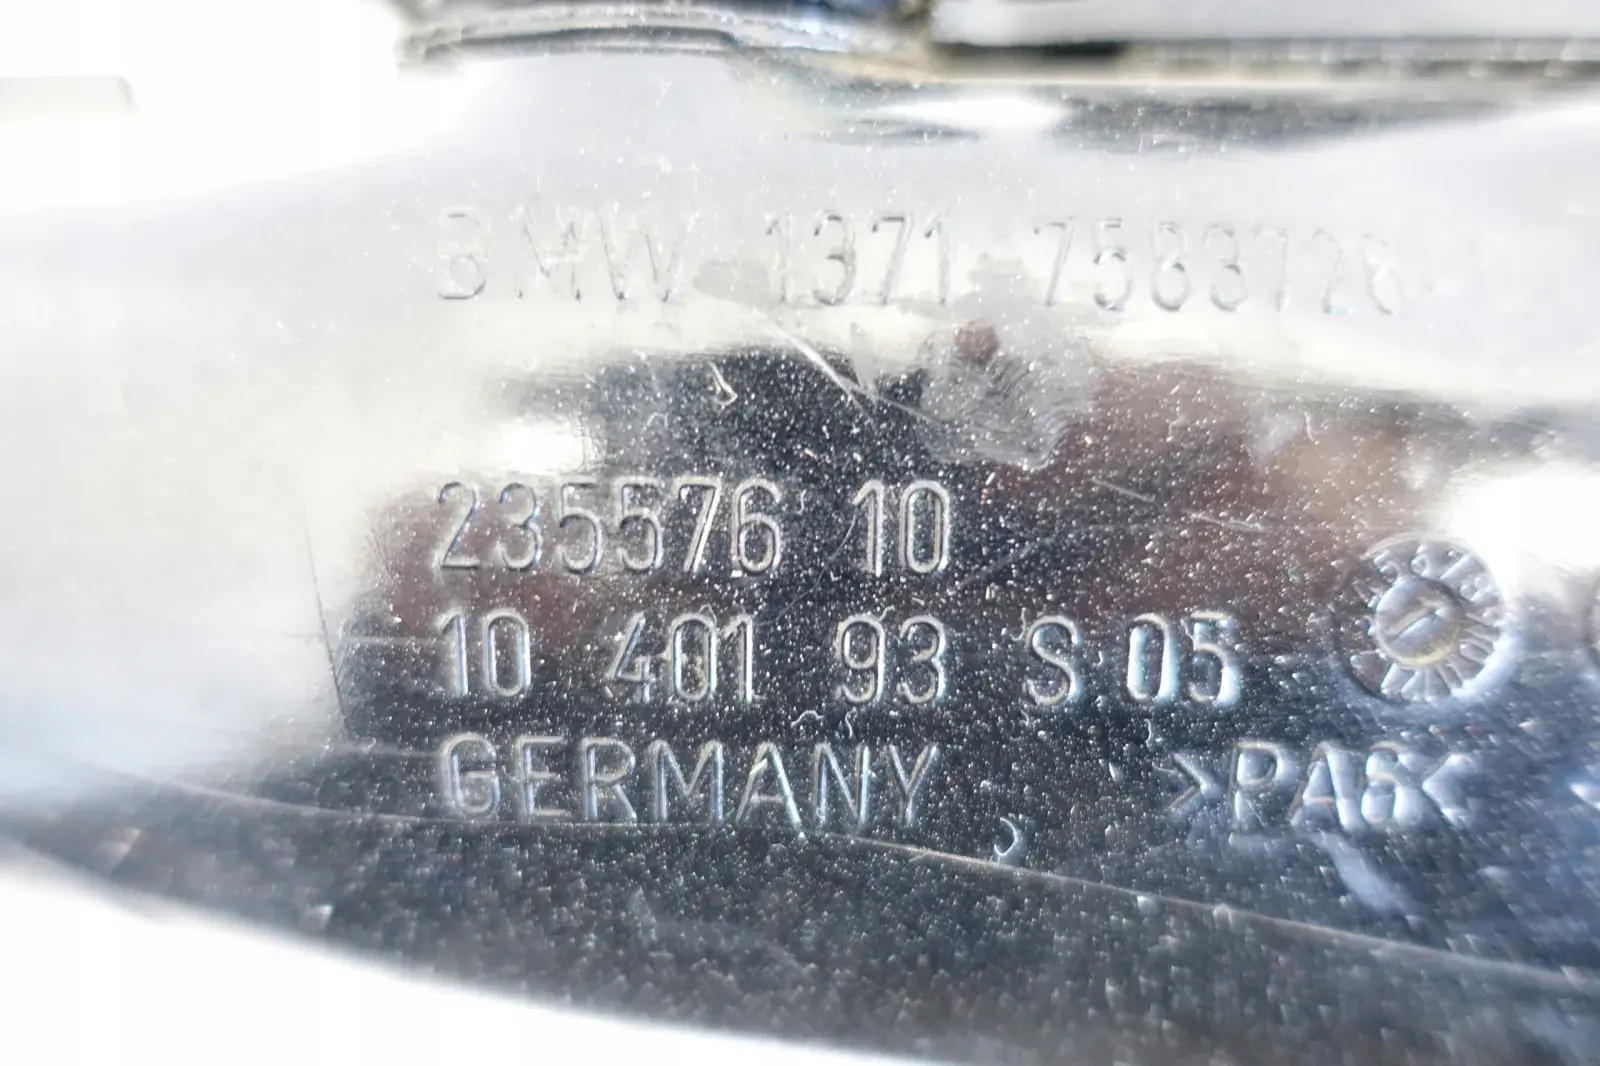 BMW 1371-7583726
235576 10
10 401 93 S 05
GERMANY >PA6<